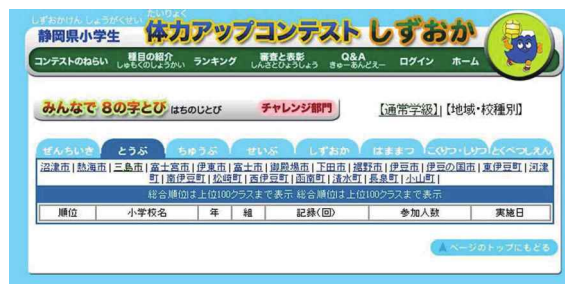 しずおかけん しょうがくせい たいりょく
静岡県小学生 体力アップコンテスト しずおか
コンテストのねらい 種目の紹介 しゅもくのしょうかい ランキング 審査と表彰 しんさとひょうしょう Q&A きゅーあんどえー ログイン ホーム
みんなで 8の字とび はちのじとび チャレンジ部門 【通常学級】|【地域・校種別】
ぜんちいき とうぶ ちゅうぶ せいぶ しずおか はままつ こくりつ・しりつ とくべつしえん
沼津市 | 熱海市 | 三島市 | 富士宮市 | 伊東市 | 富士市 | 御殿場市 | 下田市 | 裾野市 | 伊豆市 | 伊豆の国市 | 東伊豆町 | 河津
町 | 南伊豆町 | 松崎町 | 西伊豆町 | 函南町 | 清水町 | 長泉町 | 小山町 |
総合順位は上位100クラスまで表示 総合順位は上位100クラスまで表示
順位 小学校名 年 組 記録(回) 参加人数 実施日
ページのトップにもどる